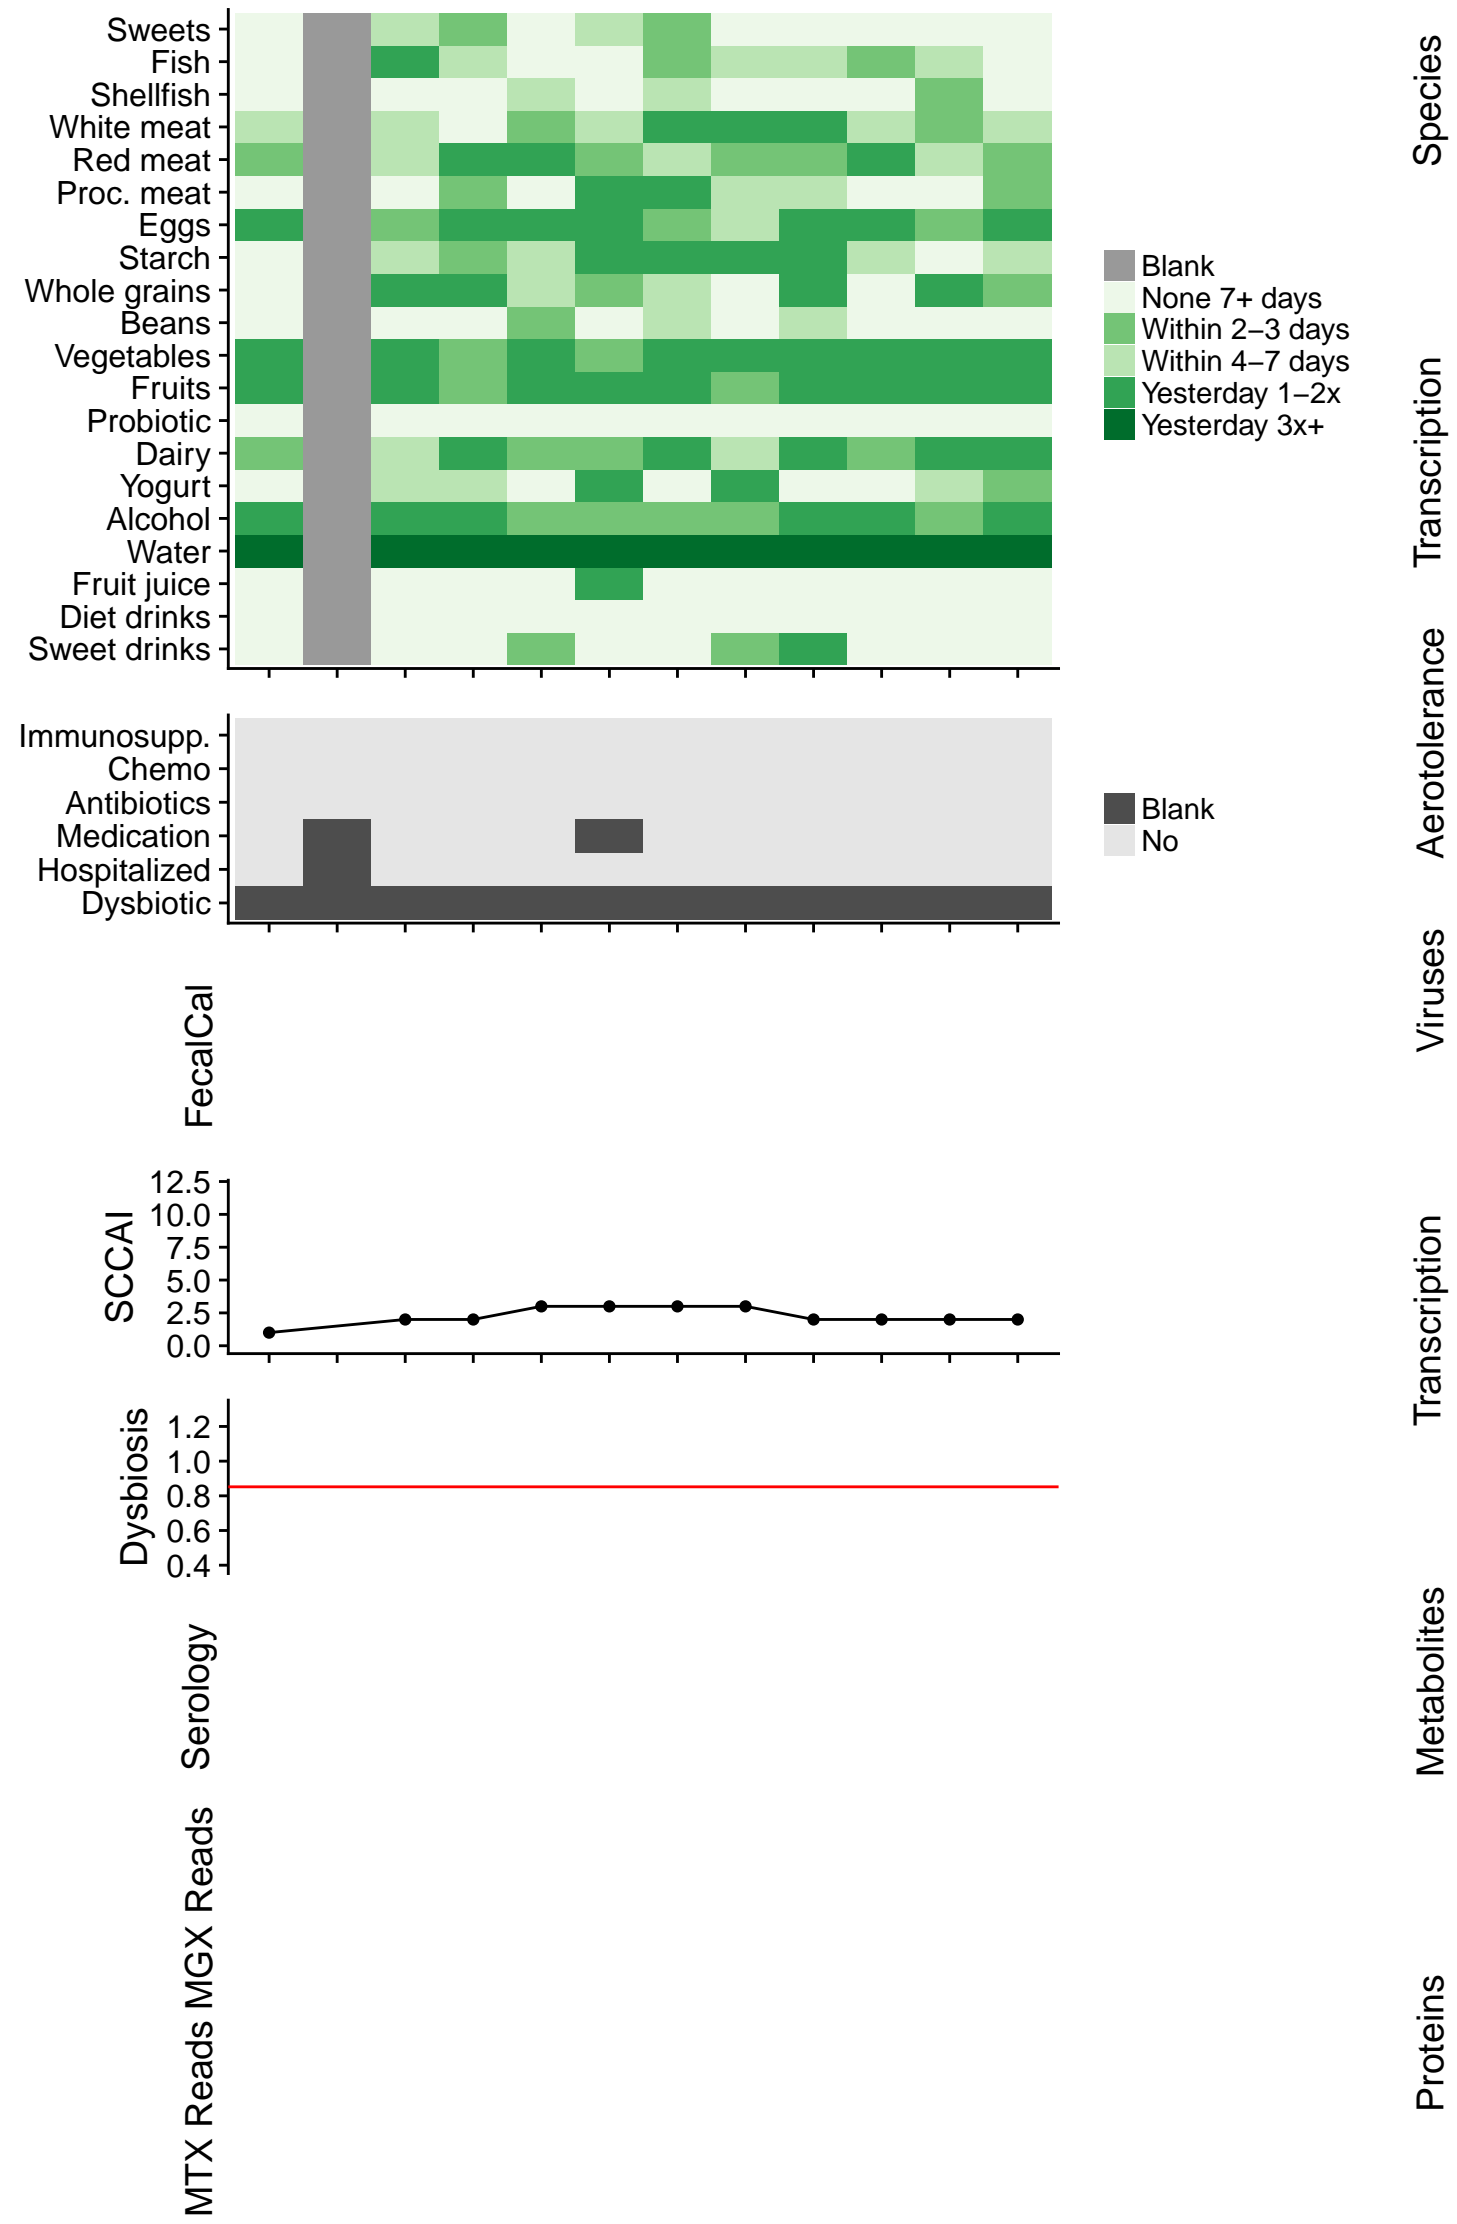 Sweets
Fish
Shellfish
White meat
Red meat
Proc. meat
Eggs
Starch
Whole grains
Beans
Vegetables
Fruits
Probiotic
Dairy
Yogurt
Alcohol
Water
Fruit juice
Diet drinks
Sweet drinks
Blank
None 7+ days
Within 2–3 days
Within 4–7 days
Yesterday 1–2x
Yesterday 3x+
Immunosupp.
Chemo
Antibiotics
Medication
Hospitalized
Dysbiotic
Blank
No
FecalCal
SCCAI
12.5
10.0
7.5
5.0
2.5
0.0
Dysbiosis
1.2
1.0
0.8
0.6
0.4
Serology
MGX Reads
MTX Reads
Species
Transcription
Aerotolerance
Viruses
Transcription
Metabolites
Proteins